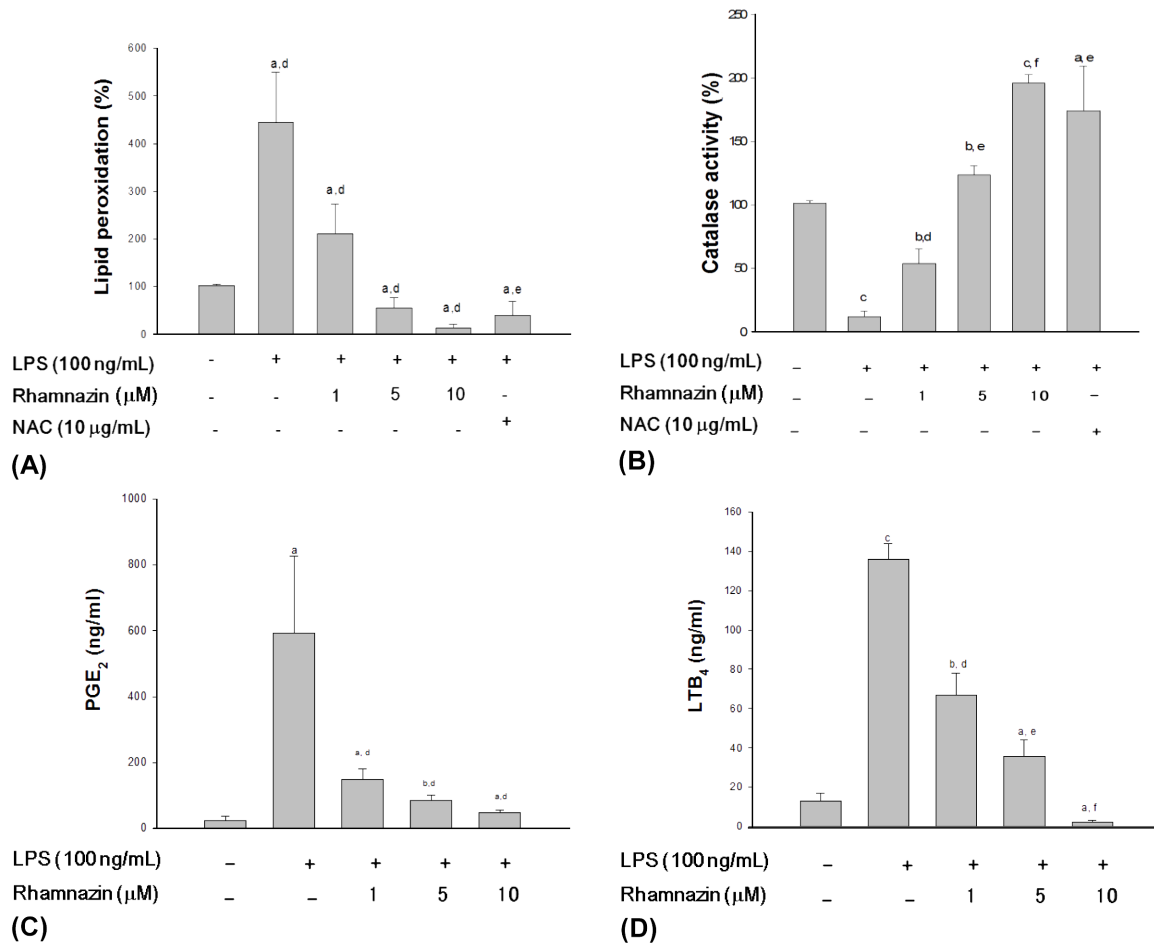 600
500
400
300
200
100
0
Lipid peroxidation (%)
a,d
a,d
a,d
a,d
a,e
LPS (100 ng/mL) - + + + + +
Rhamnazin (μM) - - 1 5 10 -
NAC (10 μg/mL) - - - - - +
(A)
250
200
150
100
50
0
Catalase activity (%)
c
b,d
b, e
c, f
a, e
LPS (100 ng/mL) – + + + + +
Rhamnazin (μM) – – 1 5 10 –
NAC (10 μg/mL) – – – – – +
(B)
1000
800
600
400
200
0
PGE2 (ng/ml)
a
a, d
b,d
a,d
LPS (100 ng/mL) – + + + +
Rhamnazin (μM) – – 1 5 10
(C)
160
140
120
100
80
60
40
20
0
LTB4 (ng/ml)
c
b, d
a, e
a, f
LPS (100 ng/mL) – + + + +
Rhamnazin (μM) – – 1 5 10
(D)